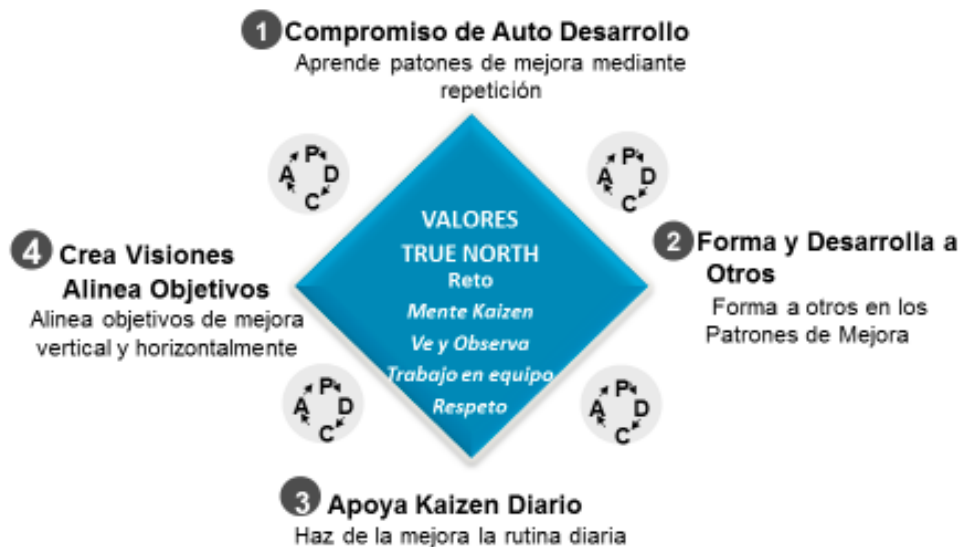 1 Compromiso de Auto Desarrollo
Aprende patones de mejora mediante
repetición
P
A D
C
P
A D
C
VALORES
TRUE NORTH
Reto
Mente Kaizen
Ve y Observa
Trabajo en equipo
Respeto
4 Crea Visiones
Alinea Objetivos
Alinea objetivos de mejora
vertical y horizontalmente
2 Forma y Desarrolla a
Otros
Forma a otros en los
Patrones de Mejora
P
A D
C
P
A D
C
3 Apoya Kaizen Diario
Haz de la mejora la rutina diaria